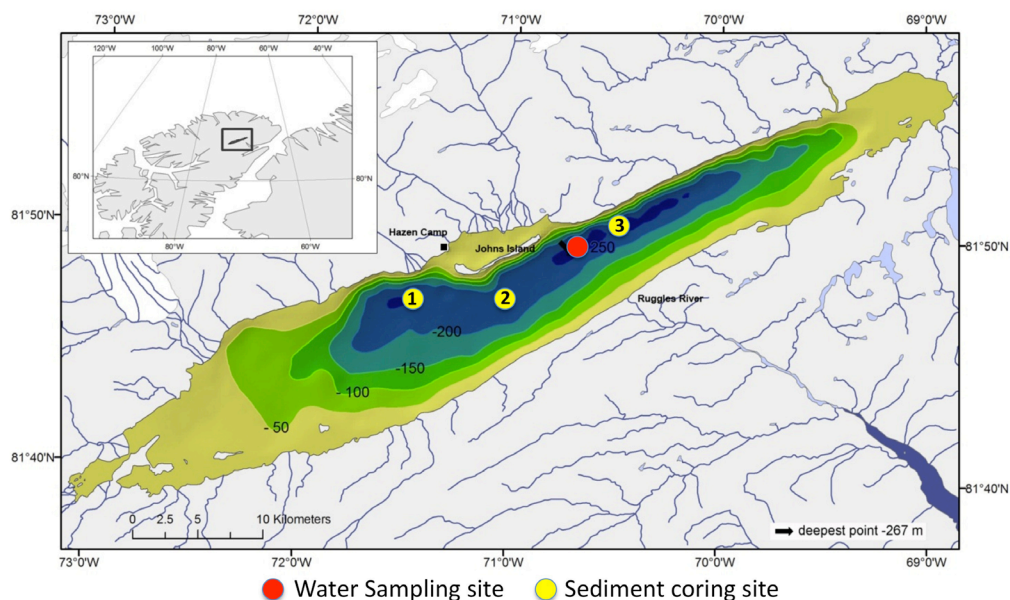 73°0'W 72°0'W 71°0'W 70°0'W 69°0'W
120°W 100°W 80°W 60°W 40°W
80°N 80°N
80°W 60°W
81°50'N
81°50'N
Hazen Camp
Johns Island
3
250
1 2
Ruggles River
-200
-150
- 100
- 50
81°40'N
81°40'N
0 2.5 5 10 Kilometers
deepest point -267 m
73°0'W 72°0'W 71°0'W 70°0'W 69°0'W
Water Sampling site Sediment coring site